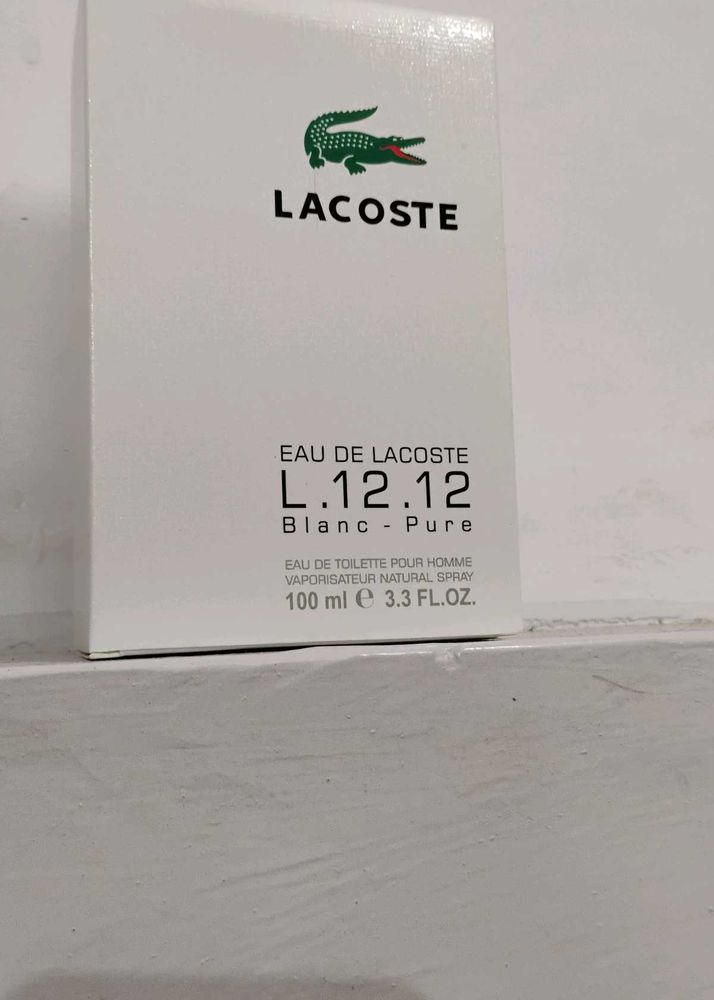 LACOSTE
EAU DE LACOSTE
L.12.12
Blanc - Pure
EAU DE TOILETTE POUR HOMME
VAPORISATEUR NATURAL SPRAY
100 ml ℮ 3.3 FL.OZ.